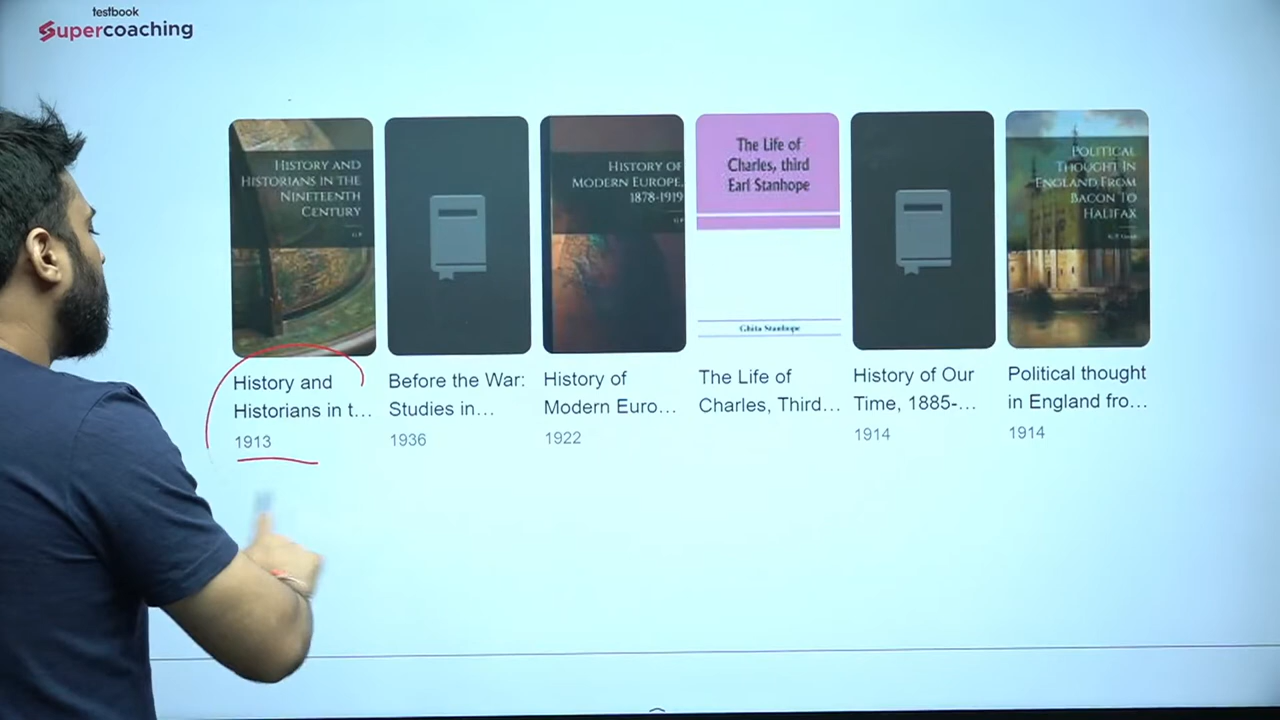 testbook
Supercoaching
HISTORY AND
HISTORIANS IN THE
NINETEENTH
CENTURY
G.P.
HISTORY OF
MODERN EUROPE,
1878-1919
The Life of
Charles, third
Earl Stanhope
Ghita Stanhope
POLITICAL
THOUGHT IN
ENGLAND FROM
BACON TO
HALIFAX
History and
Historians in t...
1913
Before the War:
Studies in...
1936
History of
Modern Euro...
1922
The Life of
Charles, Third...
History of Our
Time, 1885-...
1914
Political thought
in England fro...
1914